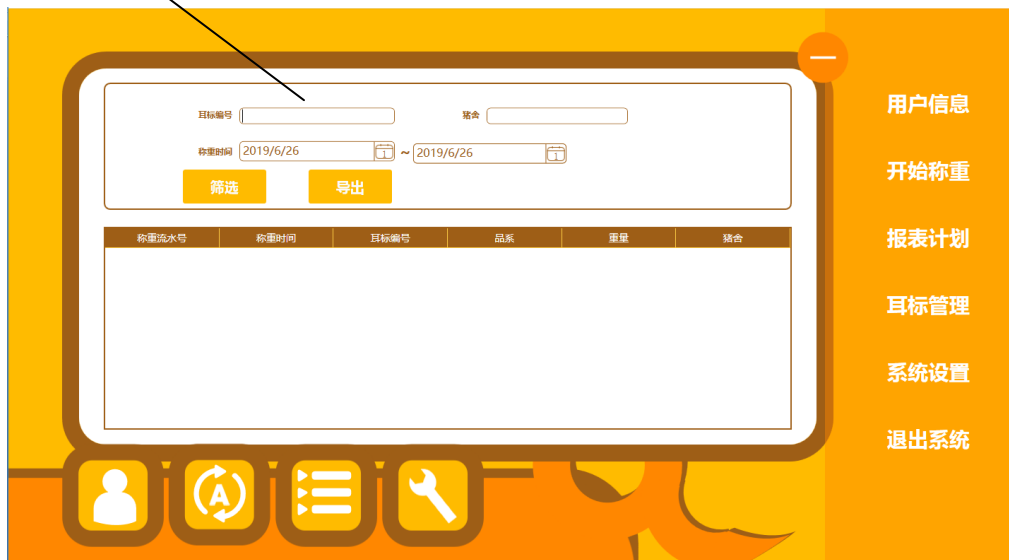 耳标编号 猪舍
称重时间 2019/6/26 1 ~ 2019/6/26 1
筛选 导出
称重流水号 称重时间 耳标编号 品系 重量 猪舍
用户信息
开始称重
报表计划
耳标管理
系统设置
退出系统
A